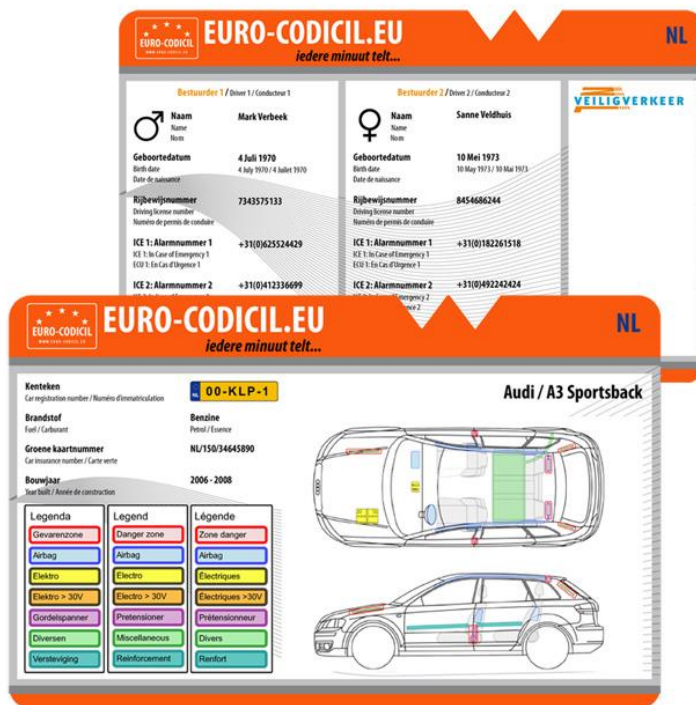 EURO-CODICIL
EURO-CODICIL.EU
iedere minuut telt...
NL
Bestuurder 1 / Driver 1 / Conducteur 1
Naam Mark Verbeek
Name
Nom
Geboortedatum 4 Juli 1970
Birth date 4 July 1970 / 4 Juilet 1970
Date de naissance
Rijbewijsnummer 7343575133
Driving license number
Numéro de permis de conduire
ICE 1: Alarmnummer 1 +31(0)625524429
ICE 1: In Case of Emergency 1
ECU 1: En Cas d'Urgence 1
ICE 2: Alarmnummer 2 +31(0)412336699
Bestuurder 2 / Driver 2 / Conducteur 2
Naam Sanne Veldhuis
Name
Nom
Geboortedatum 10 Mei 1973
Birth date 10 May 1973 / 10 Mai 1973
Date de naissance
Rijbewijsnummer 8454686244
Driving license number
Numéro de permis de conduire
ICE 1: Alarmnummer 1 +31(0)182261518
ICE 1: In Case of Emergency 1
ECU 1: En Cas d'Urgence 1
ICE 2: Alarmnummer 2 +31(0)492242424
VEILIGVERKEER
EURO-CODICIL
EURO-CODICIL.EU
iedere minuut telt...
NL
Kenteken NL 00-KLP-1
Car registration number / Numéro d'immatriculation
Brandstof Benzine
Fuel / Carburant Petrol / Essence
Groene kaartnummer NL/150/34645890
Car insurance number / Carte verte
Bouwjaar 2006 - 2008
Year built / Année de construction
Audi / A3 Sportsback
Legenda Legend Légende
Gevarenzone Danger zone Zone danger
Airbag Airbag Airbag
Elektro Electro Électriques
Elektro > 30V Electro > 30V Électriques >30V
Gordelspanner Pretensioner Prétensionneur
Diversen Miscellaneous Divers
Versteviging Reinforcement Renfort